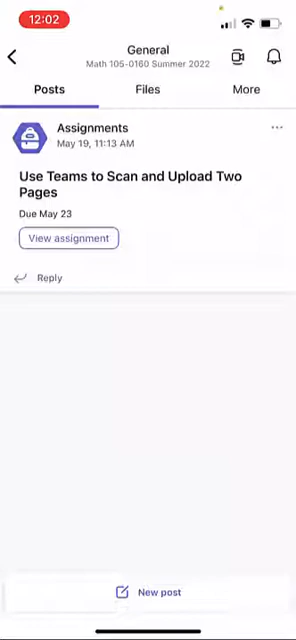 12:02
General
Math 105-0160 Summer 2022
Posts
Files
More
Assignments
May 19, 11:13 AM
Use Teams to Scan and Upload Two
Pages
Due May 23
View assignment
Reply
New post